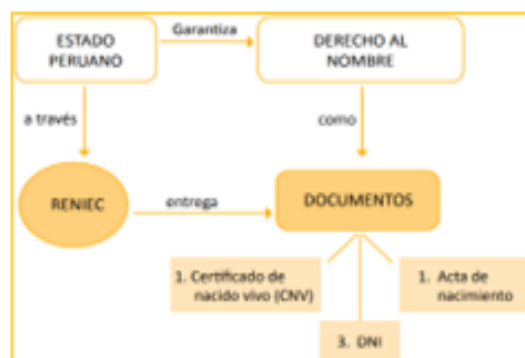 ESTADO
PERUANO
Garantiza
DERECHO AL
NOMBRE
a través
como
RENIEC
entrega
DOCUMENTOS
1. Certificado de
nacido vivo (CNV)
1. Acta de
nacimiento
3. DNI